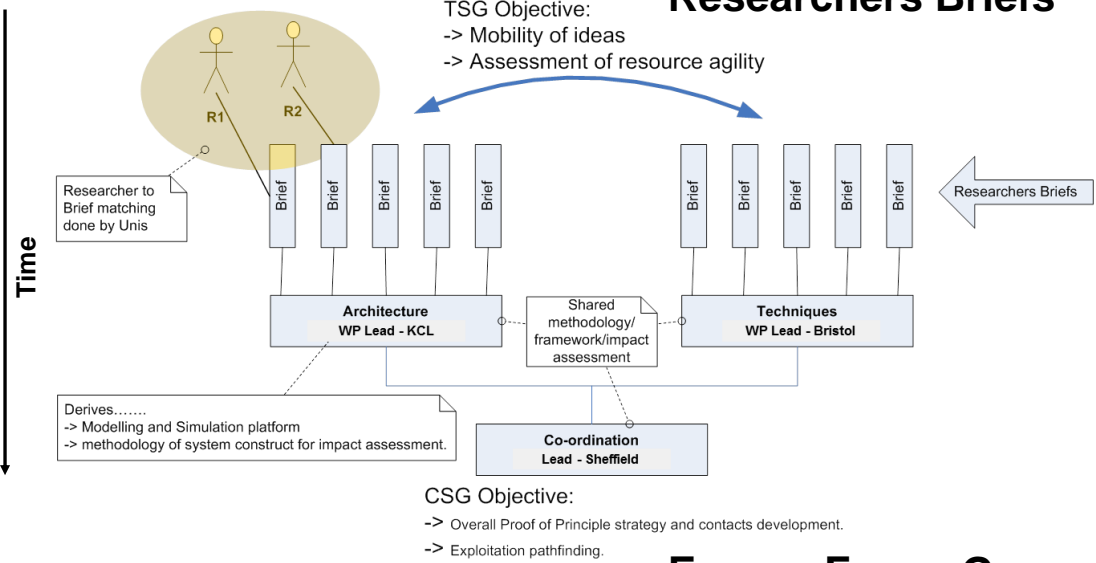 Researchers Briefs
TSG Objective:
-> Mobility of ideas
-> Assessment of resource agility
R1
R2
Researcher to
Brief matching
done by Unis
Brief
Brief
Brief
Brief
Brief
Brief
Brief
Brief
Brief
Brief
Researchers Briefs
Time
Architecture
WP Lead - KCL
Shared
methodology/
framework/impact
assessment
Techniques
WP Lead - Bristol
Derives.......
-> Modelling and Simulation platform
-> methodology of system construct for impact assessment.
Co-ordination
Lead - Sheffield
CSG Objective:
-> Overall Proof of Principle strategy and contacts development.
-> Exploitation pathfinding.